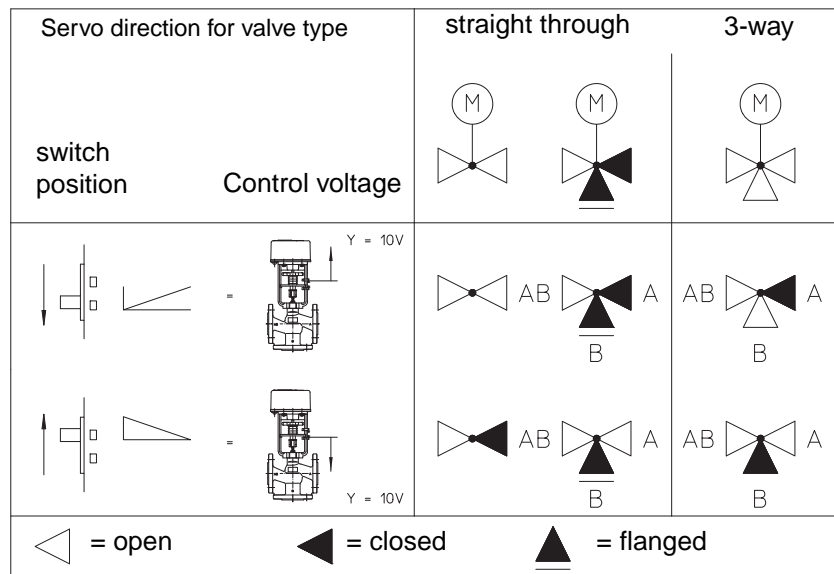 Servo direction for valve type
straight through
3-way
M
M
M
switch
position
Control voltage
Y = 10V
=
AB
A
B
AB
A
B
=
AB
A
B
AB
A
B
Y = 10V
= open
= closed
= flanged